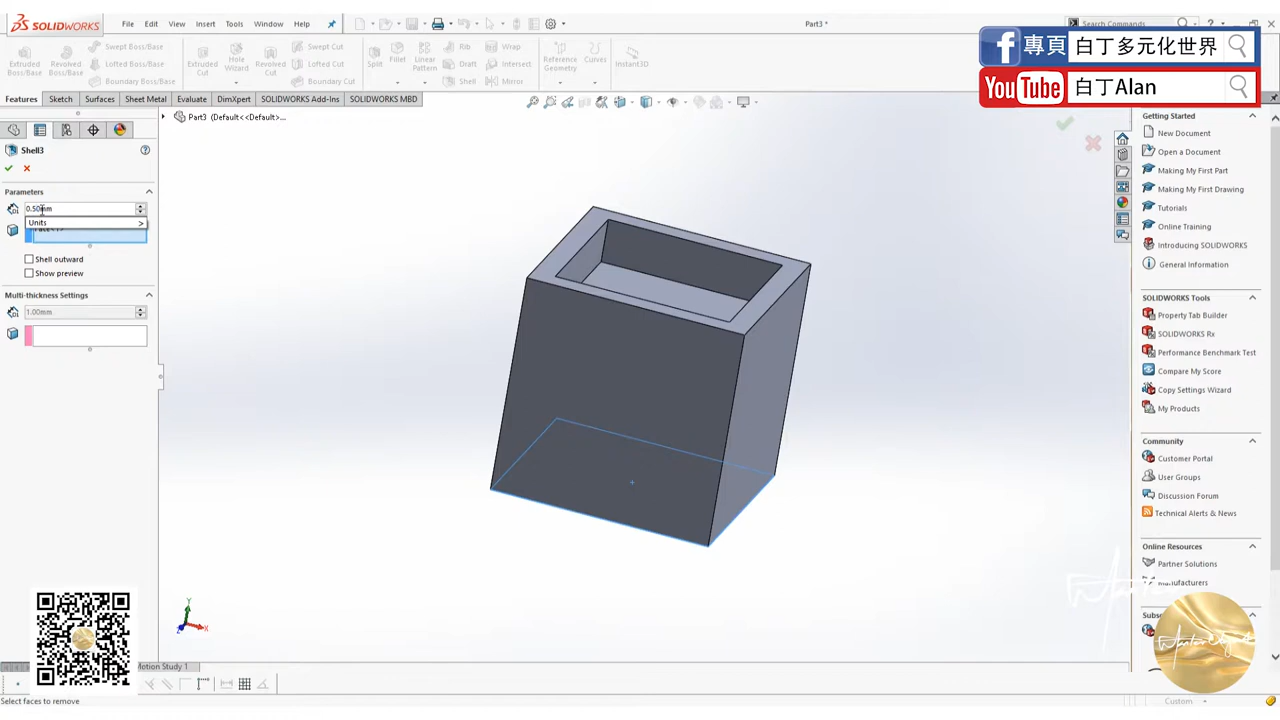 SOLIDWORKS
File Edit View Insert Tools Window Help
Part3 *
Search Commands
Extruded Boss/Base
Revolved Boss/Base
Swept Boss/Base
Lofted Boss/Base
Boundary Boss/Base
Extruded Cut
Hole Wizard
Revolved Cut
Swept Cut
Lofted Cut
Boundary Cut
Split
Fillet
Linear Pattern
Rib
Draft
Shell
Wrap
Intersect
Mirror
Reference Geometry
Curves
Instant3D
專頁 白丁多元化世界
YouTube 白丁Alan
Features Sketch Surfaces Sheet Metal Evaluate DimXpert SOLIDWORKS Add-Ins SOLIDWORKS MBD
Part3 (Default<<Default>...
Shell3
Parameters
0.50mm
Units >
Shell outward
Show preview
Multi-thickness Settings
1.00mm
Getting Started
New Document
Open a Document
Making My First Part
Making My First Drawing
Tutorials
Online Training
Introducing SOLIDWORKS
General Information
SOLIDWORKS Tools
Property Tab Builder
SOLIDWORKS Rx
Performance Benchmark Test
Compare My Score
Copy Settings Wizard
My Products
Community
Customer Portal
User Groups
Discussion Forum
Technical Alerts & News
Online Resources
Partner Solutions
Manufacturers
Motion Study 1
Select faces to remove
Custom